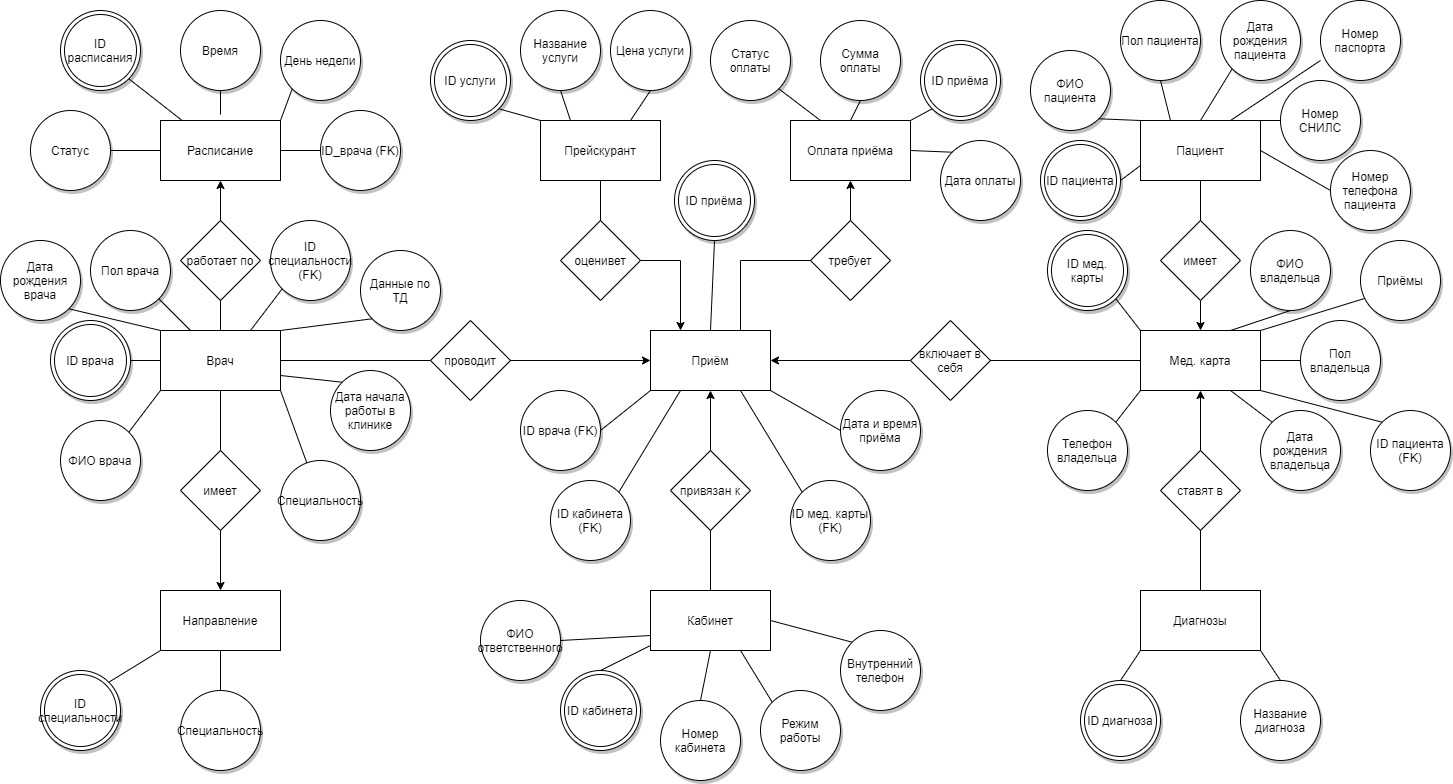 ID
расписания
Время
День недели
Статус
Расписание
ID_врача (FK)
ID услуги
Название
услуги
Цена услуги
Прейскурант
Статус
оплаты
Сумма
оплаты
ID приёма
Оплата приёма
Дата оплаты
ID приёма
ФИО
пациента
Пол пациента
Дата
рождения
пациента
Номер
паспорта
Номер
СНИЛС
ID пациента
Пациент
Номер
телефона
пациента
работает по
оценивет
требует
имеет
Дата
рождения
врача
Пол врача
ID
специальности
(FK)
Данные по
ТД
ID врача
Врач
ФИО врача
Дата начала
работы в
клинике
Специальность
проводит
Приём
включает в
себя
ID мед.
карты
ФИО
владельца
Приёмы
Мед. карта
Пол
владельца
Телефон
владельца
Дата
рождения
владельца
ID пациента
(FK)
ID врача (FK)
Дата и время
приёма
ID кабинета
(FK)
ID мед. карты
(FK)
имеет
привязан к
ставят в
Направление
ID
специальности
Специальность
Кабинет
ФИО
ответственного
ID кабинета
Номер
кабинета
Режим
работы
Внутренний
телефон
Диагнозы
ID диагноза
Название
диагноза